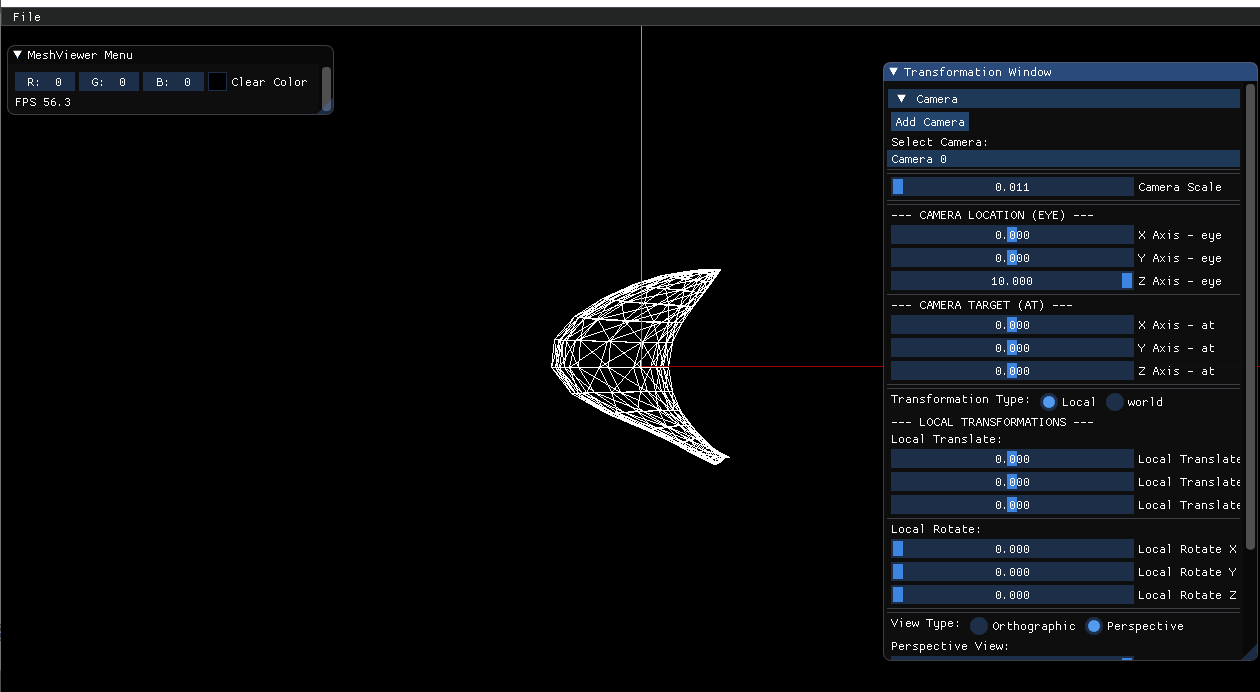 File
MeshViewer Menu
R: 0 G: 0 B: 0 Clear Color
FPS 56.3
Transformation Window
Camera
Add Camera
Select Camera:
Camera 0
0.011 Camera Scale
--- CAMERA LOCATION (EYE) ---
0.000 X Axis - eye
0.000 Y Axis - eye
10.000 Z Axis - eye
--- CAMERA TARGET (AT) ---
0.000 X Axis - at
0.000 Y Axis - at
0.000 Z Axis - at
Transformation Type: Local world
--- LOCAL TRANSFORMATIONS ---
Local Translate:
0.000 Local Translate
0.000 Local Translate
0.000 Local Translate
Local Rotate:
0.000 Local Rotate X
0.000 Local Rotate Y
0.000 Local Rotate Z
View Type: Orthographic Perspective
Perspective View: